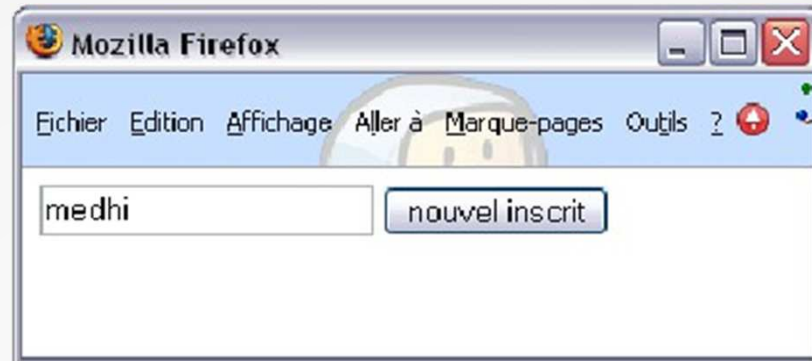 Mozilla Firefox
Fichier Edition Affichage Aller à Marque-pages Outils ?
medhi nouvel inscrit